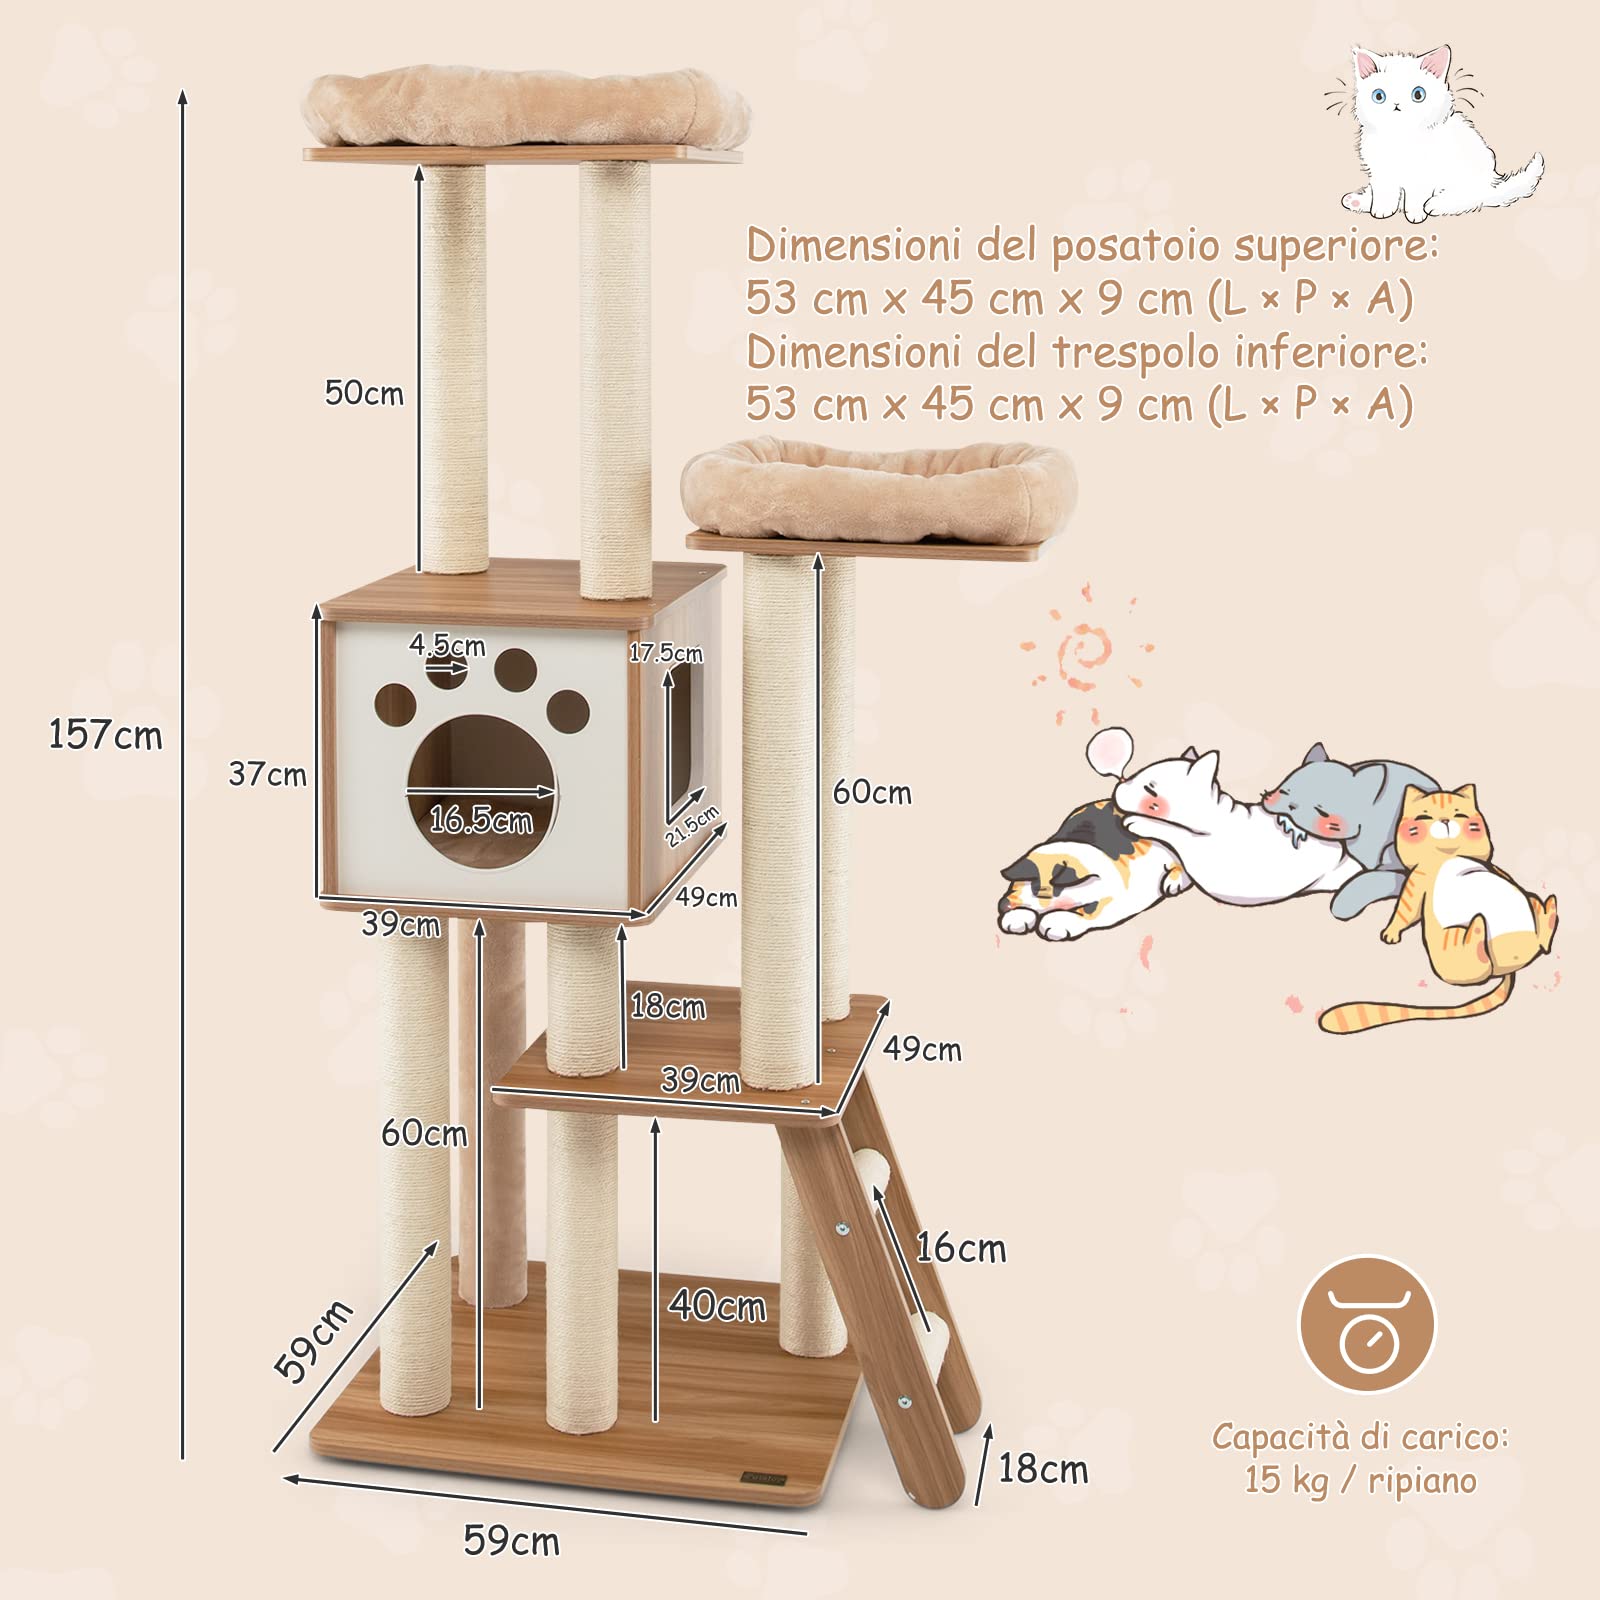 Dimensioni del posatoio superiore:
53 cm x 45 cm x 9 cm (L × P × A)
Dimensioni del trespolo inferiore:
53 cm x 45 cm x 9 cm (L × P × A)
50cm
4.5cm
17.5cm
157cm
37cm
16.5cm
21.5cm
60cm
39cm
49cm
18cm
49cm
39cm
60cm
16cm
40cm
59cm
18cm
59cm
Capacità di carico:
15 kg / ripiano